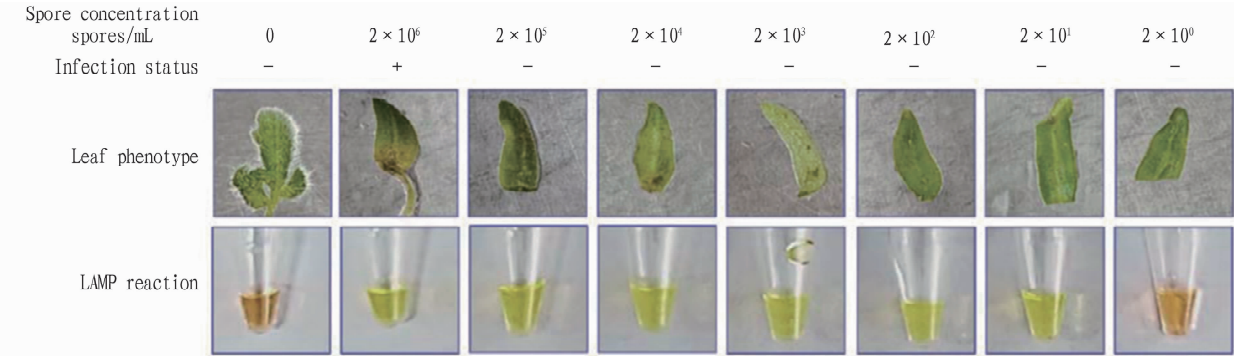 Spore concentration
spores/mL 0 2 × 10⁶ 2 × 10⁵ 2 × 10⁴ 2 × 10³ 2 × 10² 2 × 10¹ 2 × 10⁰
Infection status − + − − − − − −
Leaf phenotype
LAMP reaction